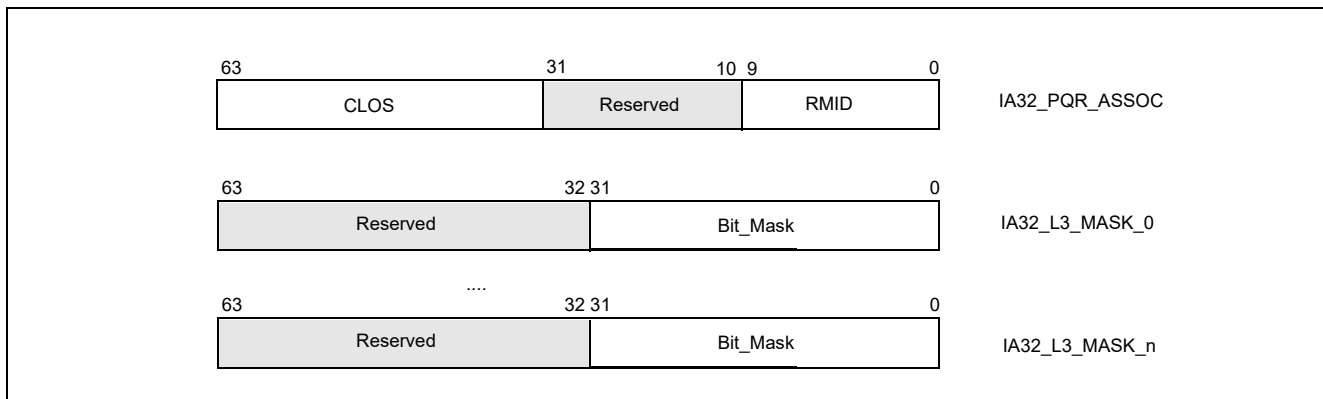 63 31 10 9 0
CLOS Reserved RMID IA32_PQR_ASSOC
63 32 31 0
Reserved Bit_Mask IA32_L3_MASK_0
....
63 32 31 0
Reserved Bit_Mask IA32_L3_MASK_n